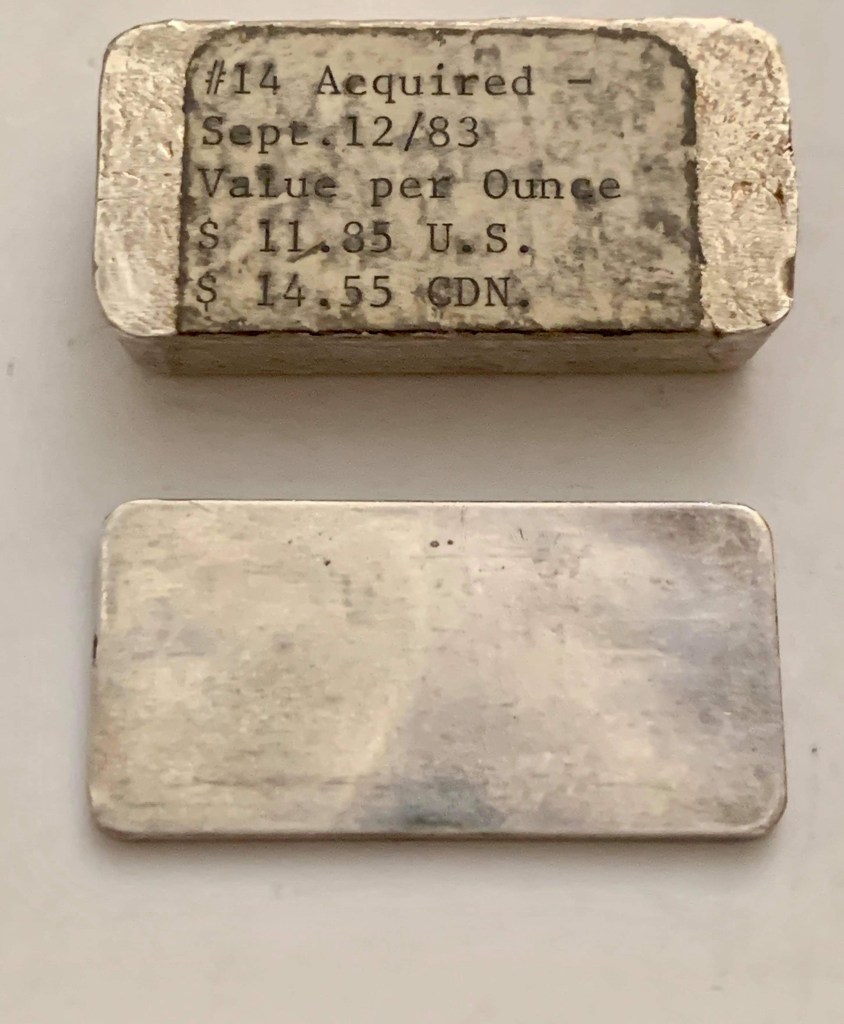 #14 Acquired -
Sept.12/83
Value per Ounce
$ 11.85 U.S.
$ 14.55 CDN.